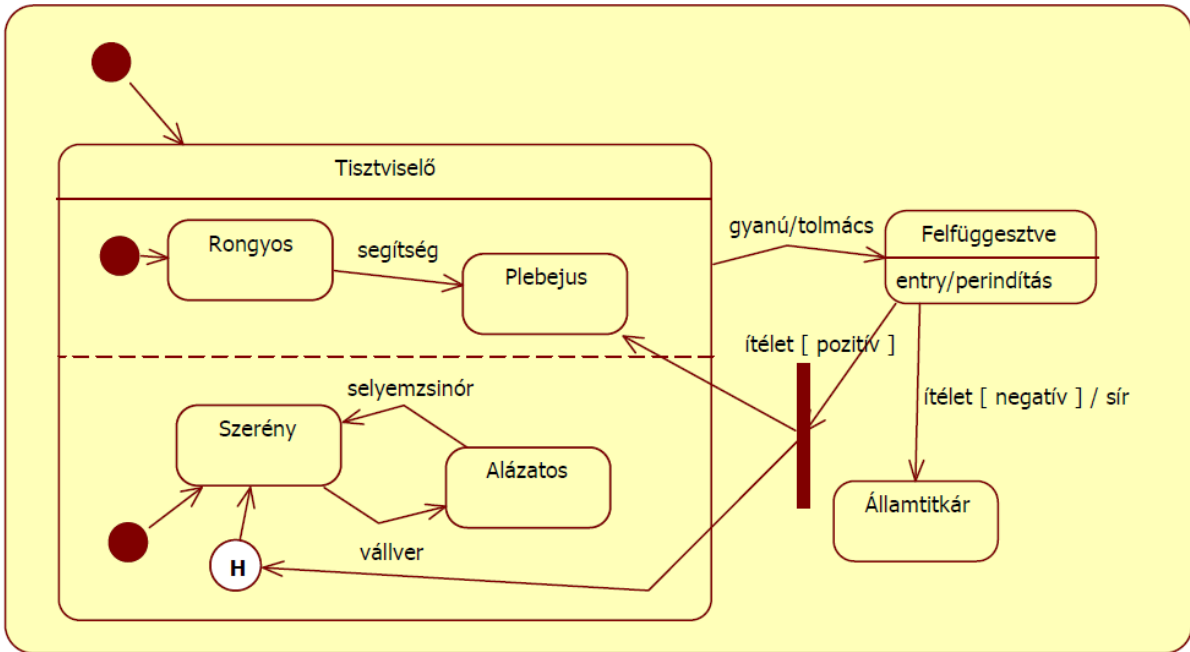 Tisztviselő
Rongyos
segítség
Plebejus
gyanú/tolmács
Felfüggesztve
entry/perindítás
ítélet [ pozitív ]
selyemzsinór
ítélet [ negatív ] / sír
Szerény
Alázatos
Államtitkár
vállver
H